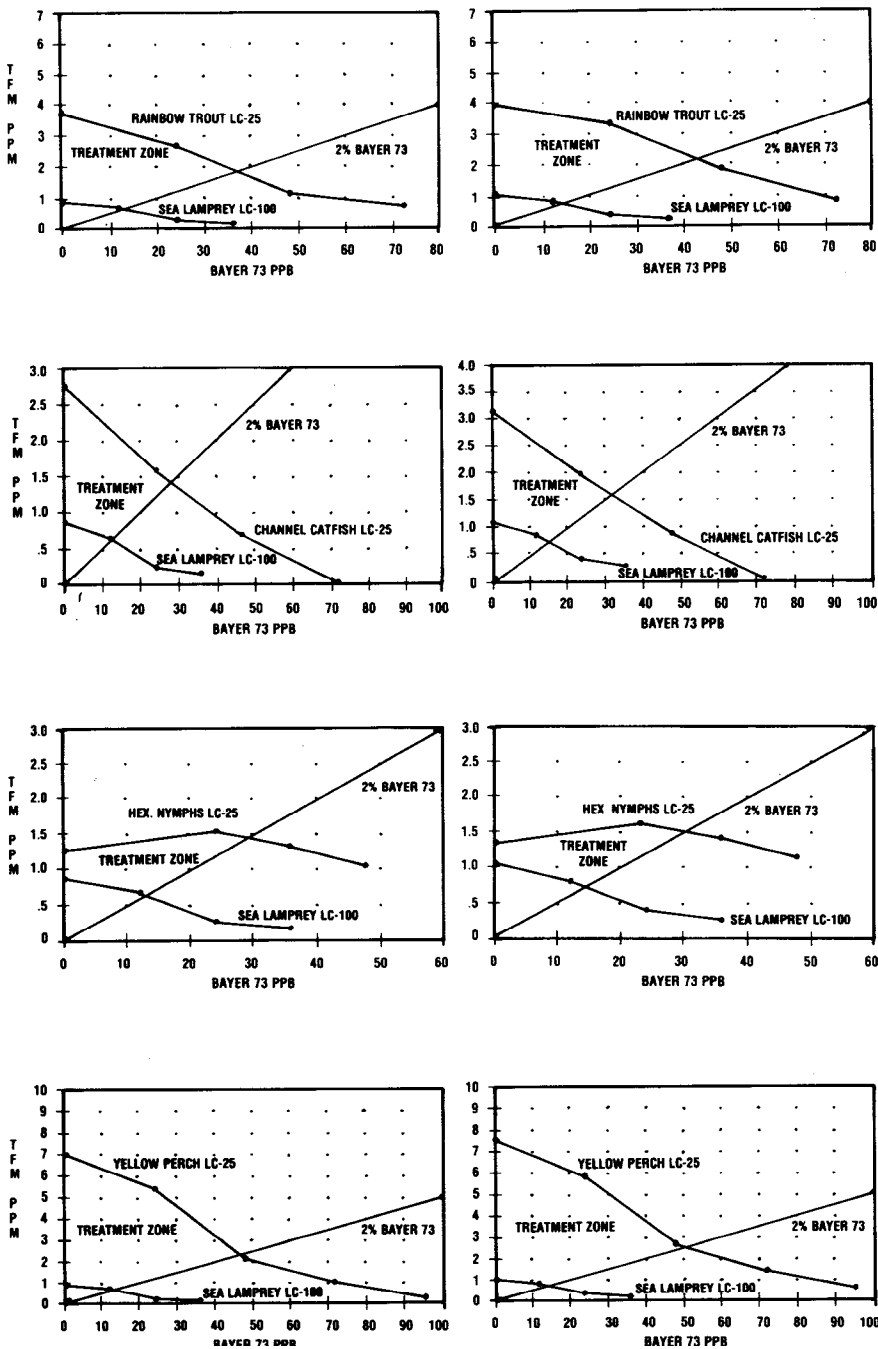 7
6
5
4
3
2
1
0
TFM PPM
RAINBOW TROUT LC-25
TREATMENT ZONE
2% BAYER 73
SEA LAMPREY LC-100
0 10 20 30 40 50 60 70 80
BAYER 73 PPB
7
6
5
4
3
2
1
0
RAINBOW TROUT LC-25
TREATMENT ZONE
2% BAYER 73
SEA LAMPREY LC-100
0 10 20 30 40 50 60 70 80
BAYER 73 PPB
3.0
2.5
2.0
1.5
1.0
.5
0
TFM PPM
2% BAYER 73
TREATMENT
ZONE
CHANNEL CATFISH LC-25
SEA LAMPREY LC-100
0 10 20 30 40 50 60 70 80 90 100
BAYER 73 PPB
4.0
3.5
3.0
2.5
2.0
1.5
1.0
.5
0
2% BAYER 73
TREATMENT
ZONE
CHANNEL CATFISH LC-25
SEA LAMPREY LC-100
0 10 20 30 40 50 60 70 80 90 100
BAYER 73 PPB
3.0
2.5
2.0
1.5
1.0
.5
0
TFM PPM
2% BAYER 73
HEX. NYMPHS LC-25
TREATMENT ZONE
SEA LAMPREY LC-100
0 10 20 30 40 50 60
BAYER 73 PPB
3.0
2.5
2.0
1.5
1.0
.5
0
HEX. NYMPHS LC-25
2% BAYER 73
TREATMENT
ZONE
SEA LAMPREY LC-100
0 10 20 30 40 50 60
BAYER 73 PPB
10
9
8
7
6
5
4
3
2
1
0
TFM PPM
YELLOW PERCH LC-25
TREATMENT ZONE
2% BAYER 73
SEA LAMPREY LC-100
0 10 20 30 40 50 60 70 80 90 100
BAYER 73 PPB
10
9
8
7
6
5
4
3
2
1
0
YELLOW PERCH LC-25
TREATMENT ZONE
2% BAYER 73
SEA LAMPREY LC-100
0 10 20 30 40 50 60 70 80 90 100
BAYER 73 PPB